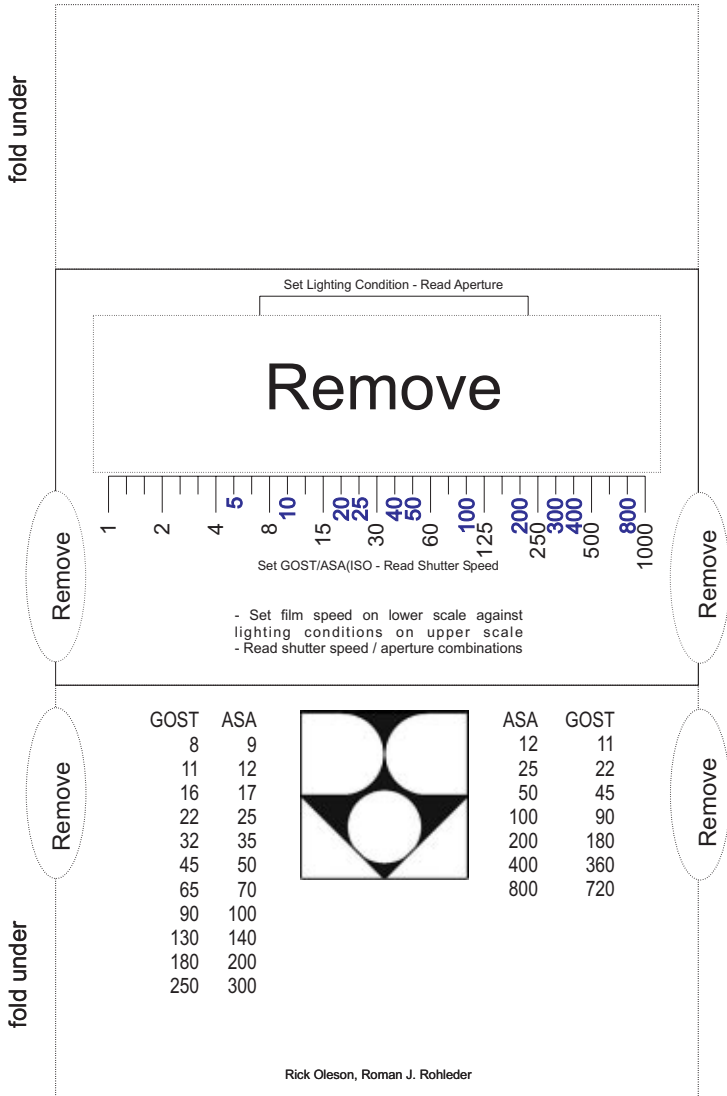 fold under
Set Lighting Condition - Read Aperture
Remove
1 2 4 5 8 10 15 20 25 30 40 50 60 100 125 200 250 300 400 500 800 1000
Set GOST/ASA(ISO - Read Shutter Speed
Remove
Remove
- Set film speed on lower scale against
lighting conditions on upper scale
- Read shutter speed / aperture combinations
GOST ASA
8 9
11 12
16 17
22 25
32 35
45 50
65 70
90 100
130 140
180 200
250 300
ASA GOST
12 11
25 22
50 45
100 90
200 180
400 360
800 720
Remove
Remove
fold under
Rick Oleson, Roman J. Rohleder